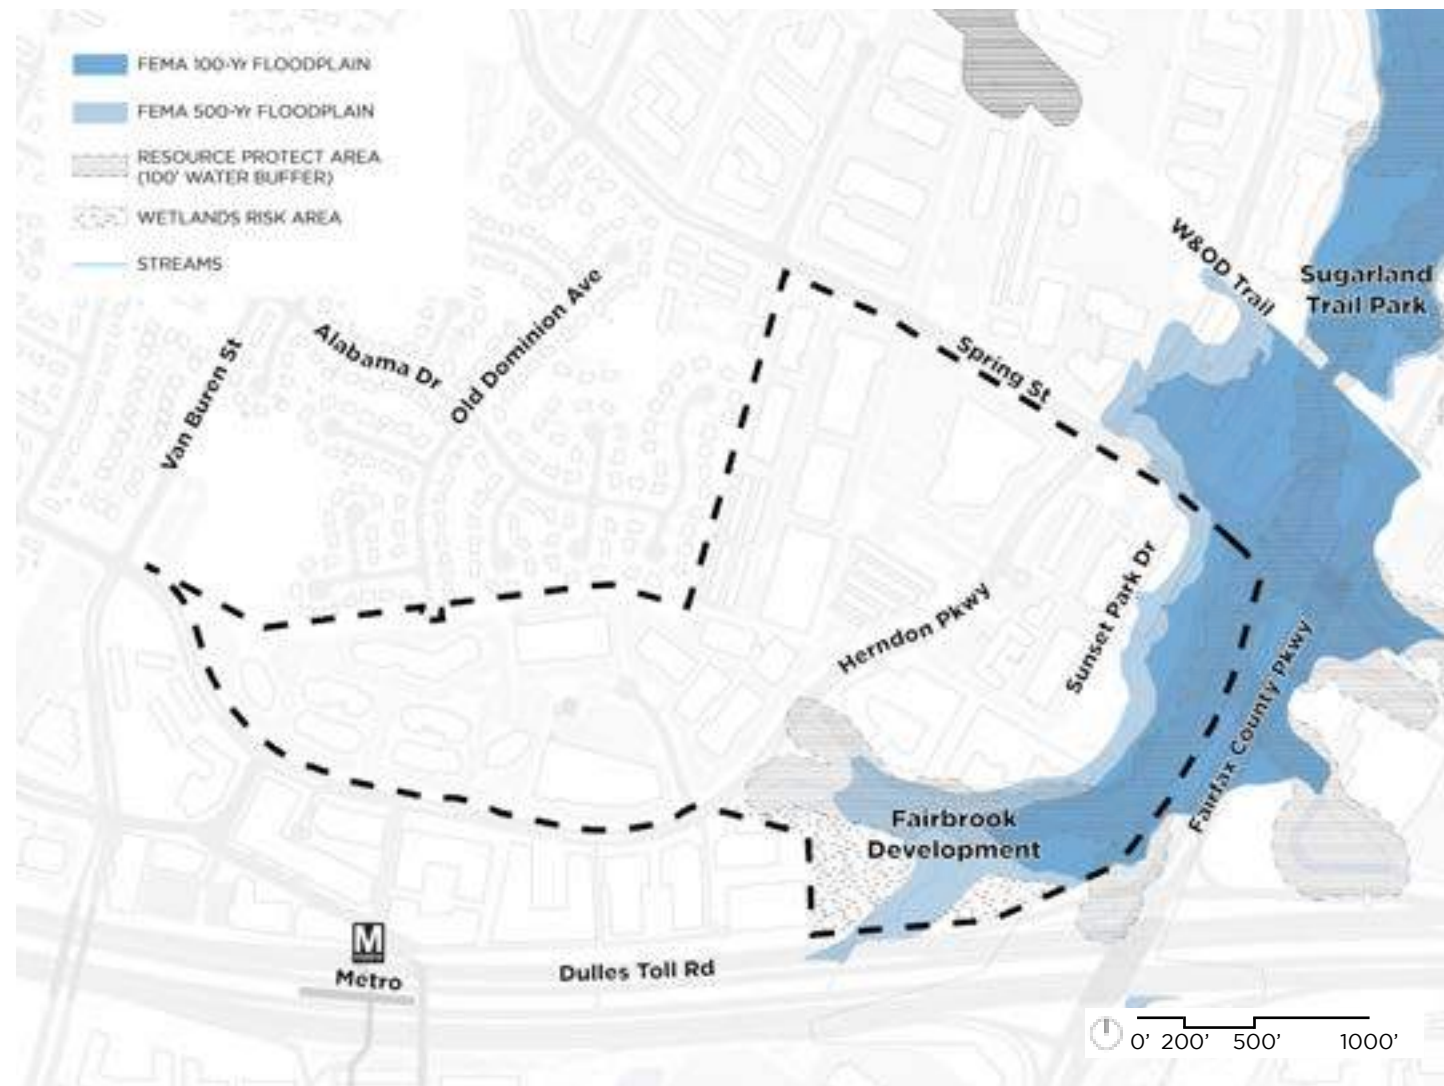 FEMA 100-Yr FLOODPLAIN
FEMA 500-Yr FLOODPLAIN
RESOURCE PROTECT AREA
(100' WATER BUFFER)
WETLANDS RISK AREA
STREAMS
W&OD Trail
Sugarland
Trail Park
Alabama Dr
Old Dominion Ave
Van Buren St
Spring St
Herndon Pkwy
Sunset Park Dr
Fairfax County Pkwy
Fairbrook
Development
M
Metro
Dulles Toll Rd
0' 200' 500' 1000'